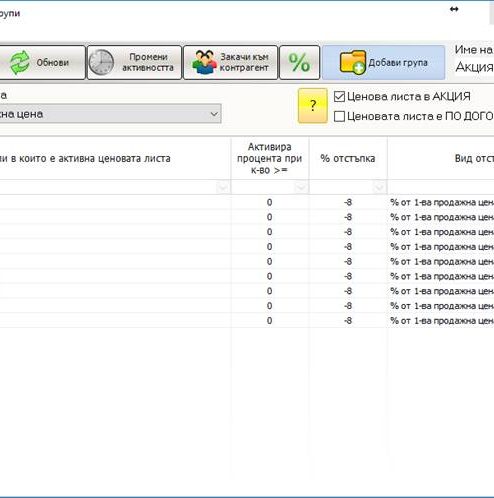 рупи
Обнови
Промени
активността
Закачи към
контрагент
%
Добави група
Име на
АКЦИЯ
а
на цена
?
Ценова листа в АКЦИЯ
Ценовата листа е ПО ДОГО
и в които е активна ценовата листа
Активира
процента при
к-во >=
% отстъпка
Вид отст
0 -8 % от 1-ва продажна цен
0 -8 % от 1-ва продажна цен
0 -8 % от 1-ва продажна цен
0 -8 % от 1-ва продажна цен
0 -8 % от 1-ва продажна цен
0 -8 % от 1-ва продажна цен
0 -8 % от 1-ва продажна цен
0 -8 % от 1-ва продажна цен
0 -8 % от 1-ва продажна цен